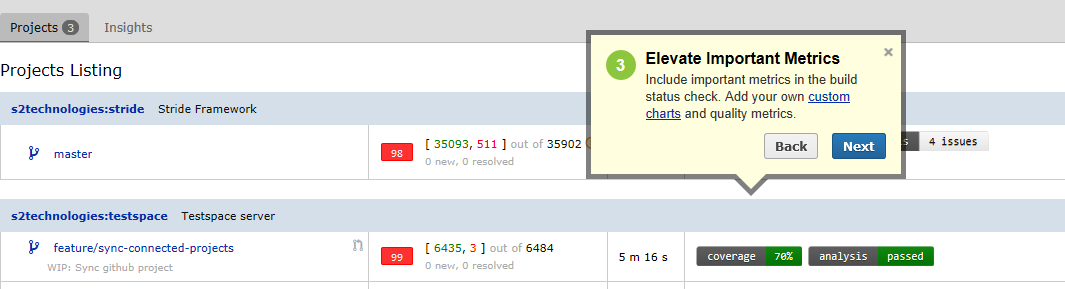 Projects 3 Insights
Projects Listing
3 Elevate Important Metrics
Include important metrics in the build
status check. Add your own custom
charts and quality metrics.
Back Next
s2technologies:stride Stride Framework
master 98 [ 35093, 511 ] out of 35902 4 issues
0 new, 0 resolved
s2technologies:testspace Testspace server
feature/sync-connected-projects 99 [ 6435, 3 ] out of 6484 5 m 16 s coverage 70% analysis passed
WIP: Sync github project 0 new, 0 resolved